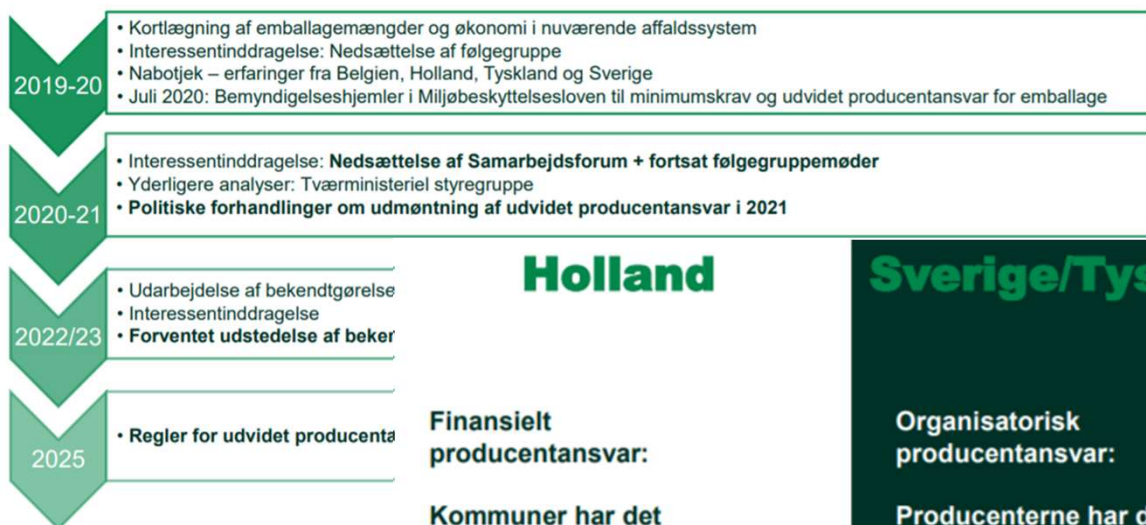 2019-20
• Kortlægning af emballagemængder og økonomi i nuværende affaldssystem
• Interessentinddragelse: Nedsættelse af følgegruppe
• Nabotjek – erfaringer fra Belgien, Holland, Tyskland og Sverige
• Juli 2020: Bemyndigelseshjemler i Miljøbeskyttelsesloven til minimumskrav og udvidet producentansvar for emballage
2020-21
• Interessentinddragelse: Nedsættelse af Samarbejdsforum + fortsat følgegruppemøder
• Yderligere analyser: Tværministeriel styregruppe
• Politiske forhandlinger om udmøntning af udvidet producentansvar i 2021
2022/23
• Udarbejdelse af bekendtgørelse
• Interessentinddragelse
• Forventet udstedelse af beker
2025
• Regler for udvidet producenta
Holland
Finansielt
producentansvar:
Kommuner har det
Sverige/Tys
Organisatorisk
producentansvar:
Producenterne har d